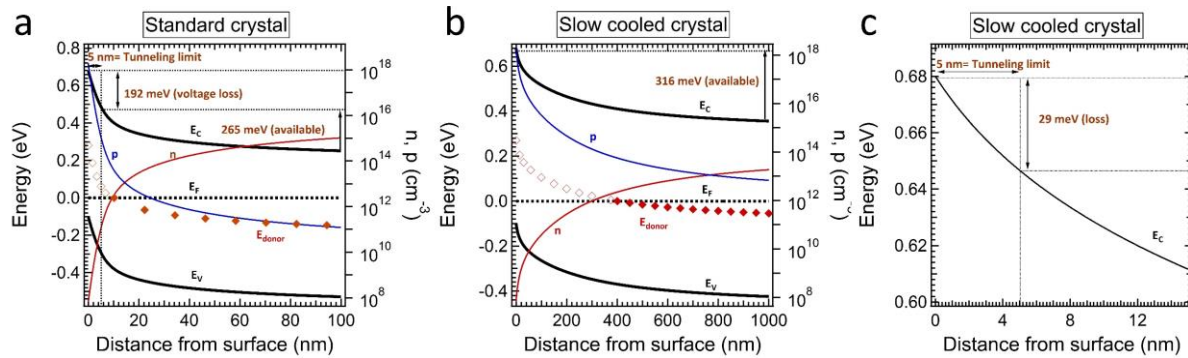 a
Standard crystal
0.8
0.6
0.4
0.2
0.0
-0.2
-0.4
Energy (eV)
5 nm= Tunneling limit
192 meV (voltage loss)
265 meV (available)
E_C
p
n
E_F
E_donor
E_V
10^18
10^16
10^14
10^12
10^10
10^8
n, p (cm^-3)
0 20 40 60 80 100
Distance from surface (nm)
b
Slow cooled crystal
0.6
0.4
0.2
0.0
-0.2
-0.4
Energy (eV)
316 meV (available)
E_C
p
E_F
n
E_donor
E_V
10^18
10^16
10^14
10^12
10^10
10^8
n, p (cm
0 200 400 600 800 1000
Distance from surface (nm)
c
Slow cooled crystal
5 nm= Tunneling limit
0.68
0.66
0.64
0.62
0.60
Energy (eV)
29 meV (loss)
E_C
0 4 8 12
Distance from surface (nm)